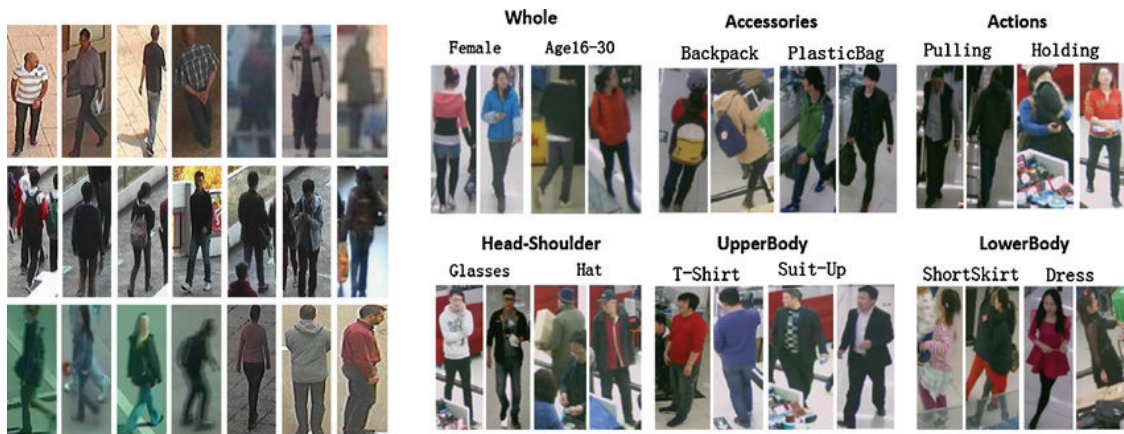 Whole
Accessories
Actions
Female Age16-30
Backpack PlasticBag
Pulling Holding
Head-Shoulder
UpperBody
LowerBody
Glasses Hat
T-Shirt Suit-Up
ShortSkirt Dress